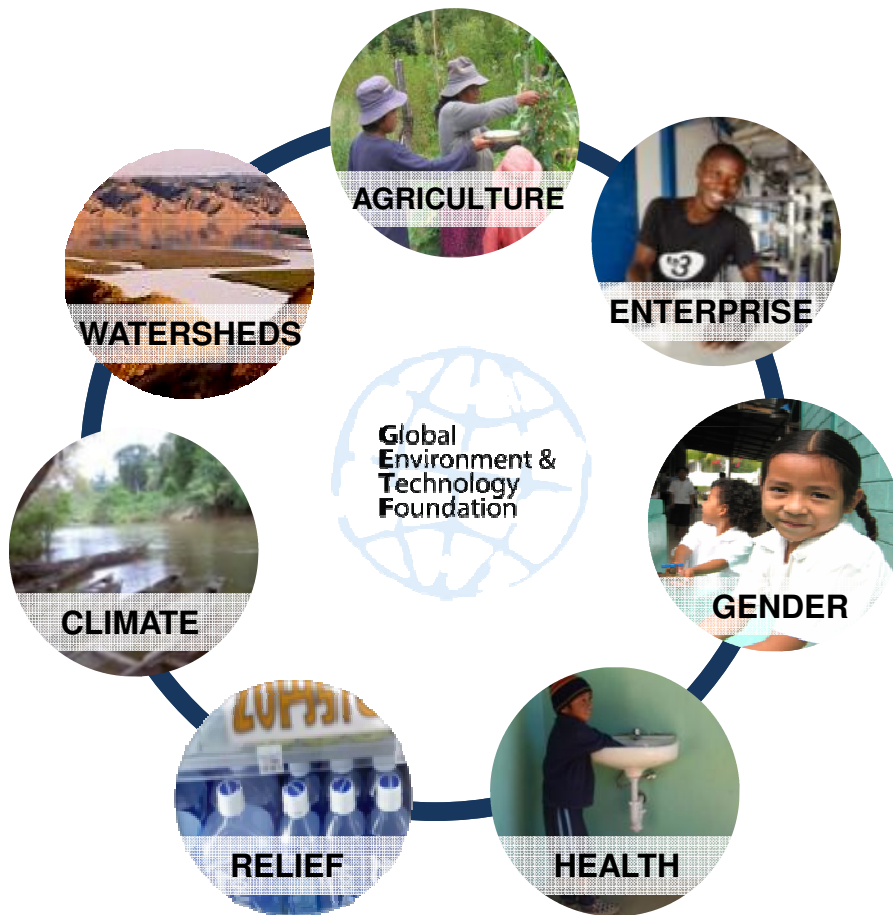 AGRICULTURE
ENTERPRISE
GENDER
HEALTH
RELIEF
CLIMATE
WATERSHEDS
Global
Environment &
Technology
Foundation